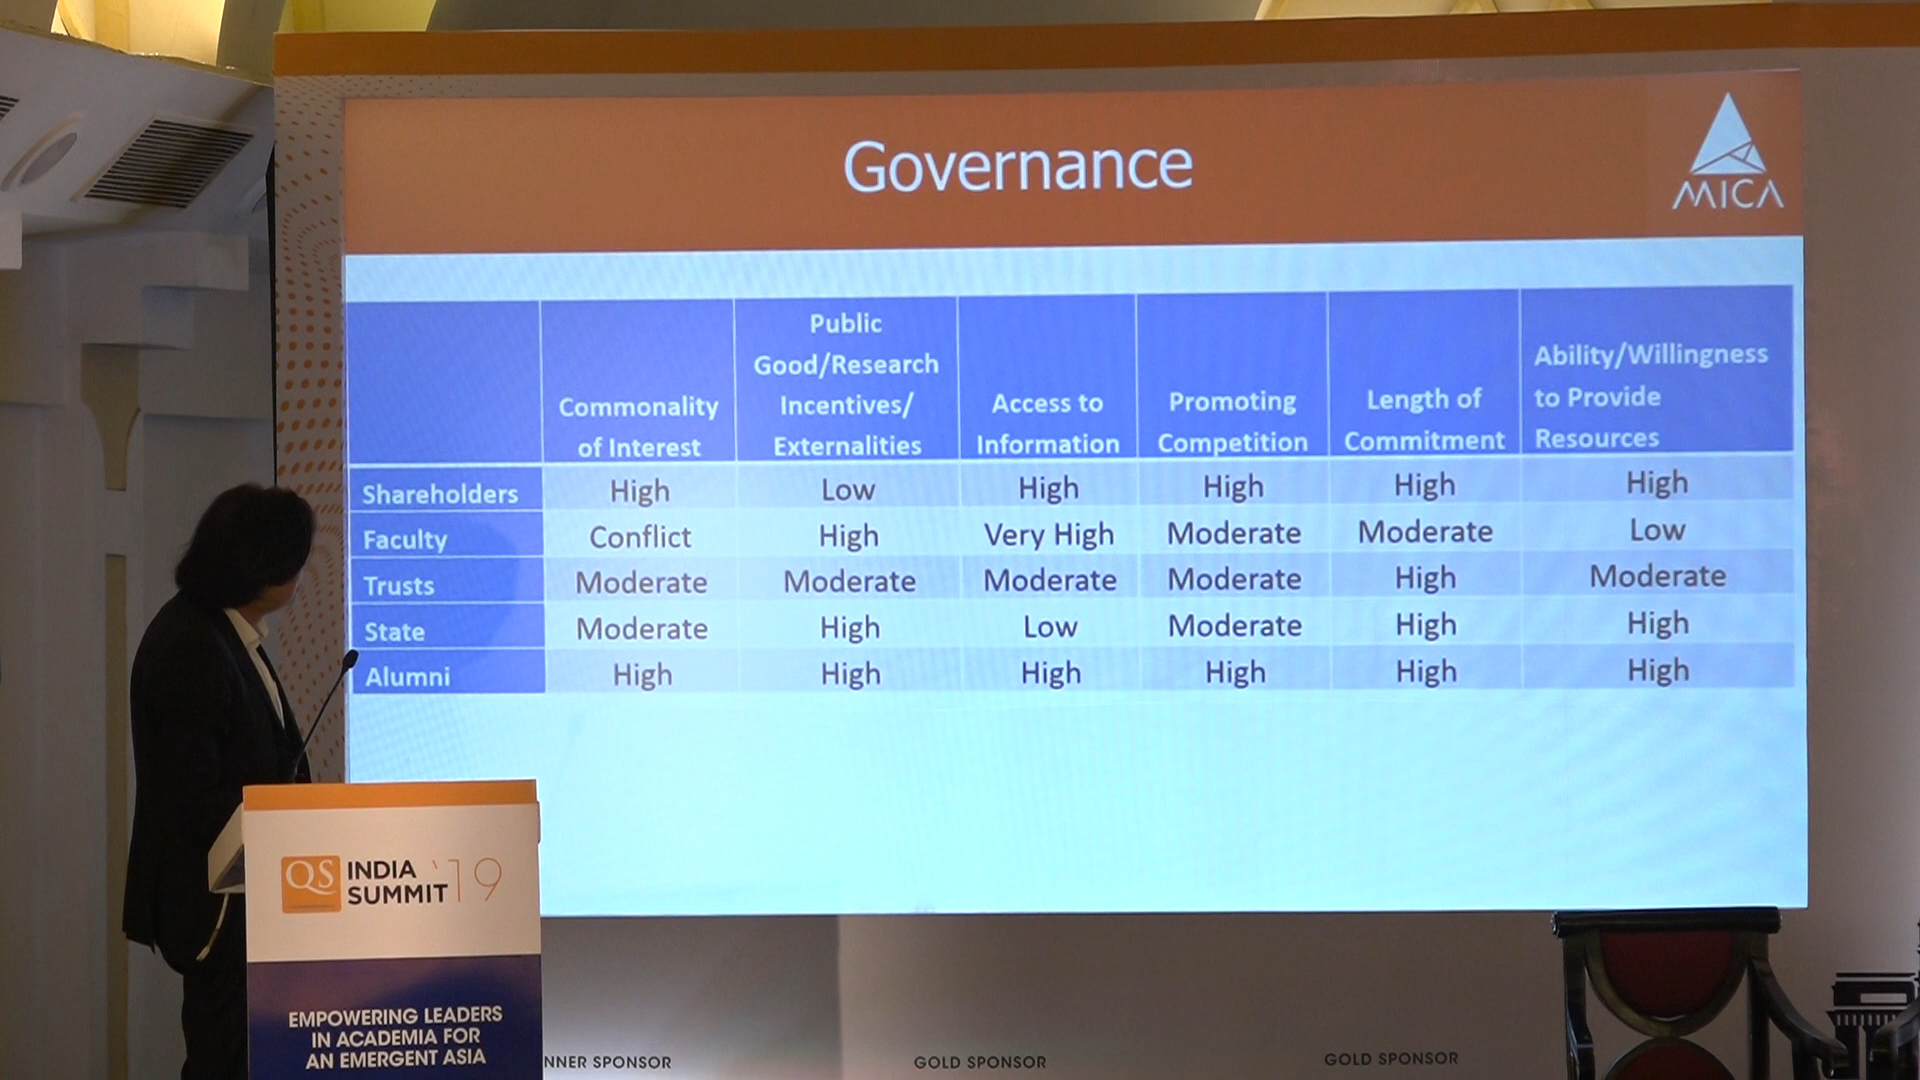 Governance
MICA
Commonality
of Interest
Public
Good/Research
Incentives/
Externalities
Access to
Information
Promoting
Competition
Length of
Commitment
Ability/Willingness
to Provide
Resources
Shareholders High Low High High High High
Faculty Conflict High Very High Moderate Moderate Low
Trusts Moderate Moderate Moderate Moderate High Moderate
State Moderate High Low Moderate High High
Alumni High High High High High High
QS INDIA '19
SUMMIT
EMPOWERING LEADERS
IN ACADEMIA FOR
AN EMERGENT ASIA
NNER SPONSOR
GOLD SPONSOR
GOLD SPONSOR